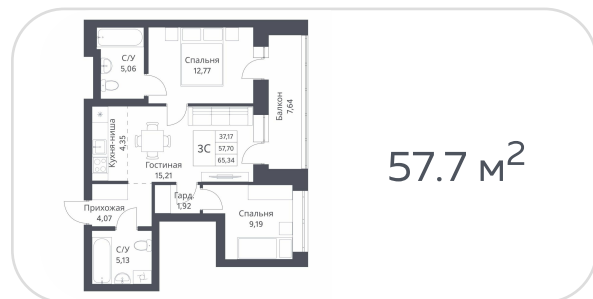 С/У
5,06
Спальня
12,77
Балкон
7,64
Кухня-ниша
4,35
3С
37,17
57,70
65,34
Гостиная
15,21
Гард.
1,92
Прихожая
4,07
Спальня
9,19
С/У
5,13
57.7 м²